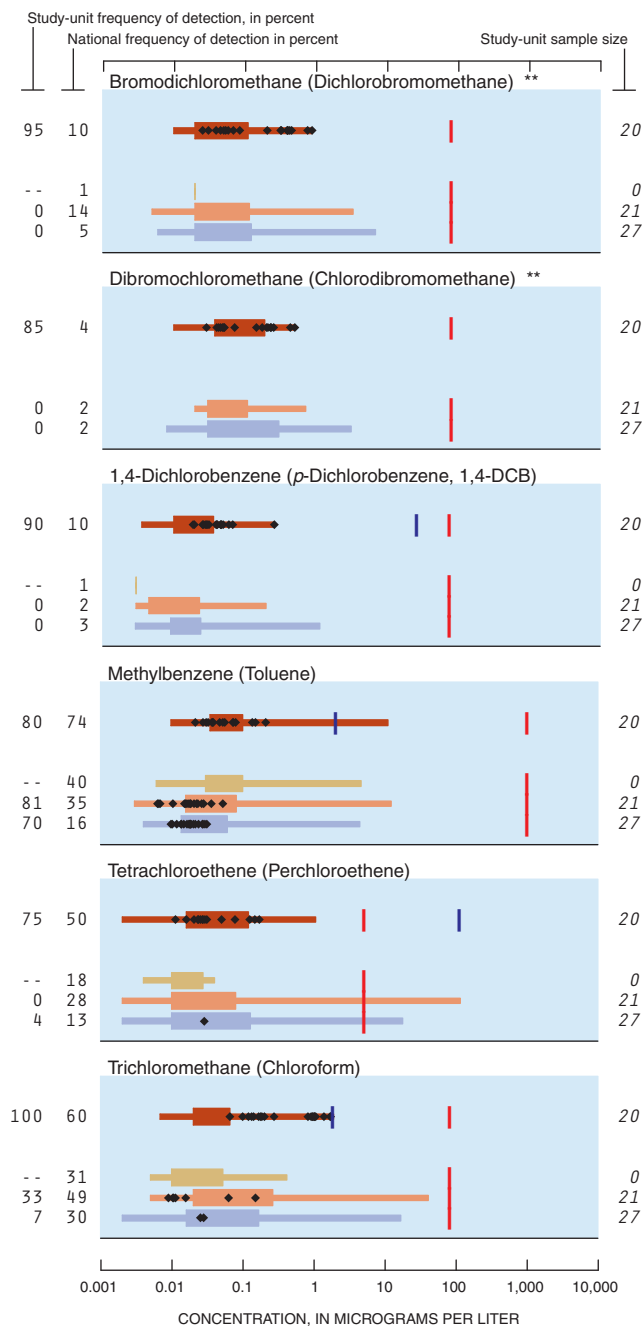 Study-unit frequency of detection, in percent
National frequency of detection in percent Study-unit sample size
Bromodichloromethane (Dichlorobromomethane) **
95 10 20
-- 1 0
0 14 21
0 5 27
Dibromochloromethane (Chlorodibromomethane) **
85 4 20
0 2 21
0 2 27
1,4-Dichlorobenzene (p-Dichlorobenzene, 1,4-DCB)
90 10 20
-- 1 0
0 2 21
0 3 27
Methylbenzene (Toluene)
80 74 20
-- 40 0
81 35 21
70 16 27
Tetrachloroethene (Perchloroethene)
75 50 20
-- 18 0
0 28 21
4 13 27
Trichloromethane (Chloroform)
100 60 20
-- 31 0
33 49 21
7 30 27
0.001 0.01 0.1 1 10 100 1,000 10,000
CONCENTRATION, IN MICROGRAMS PER LITER